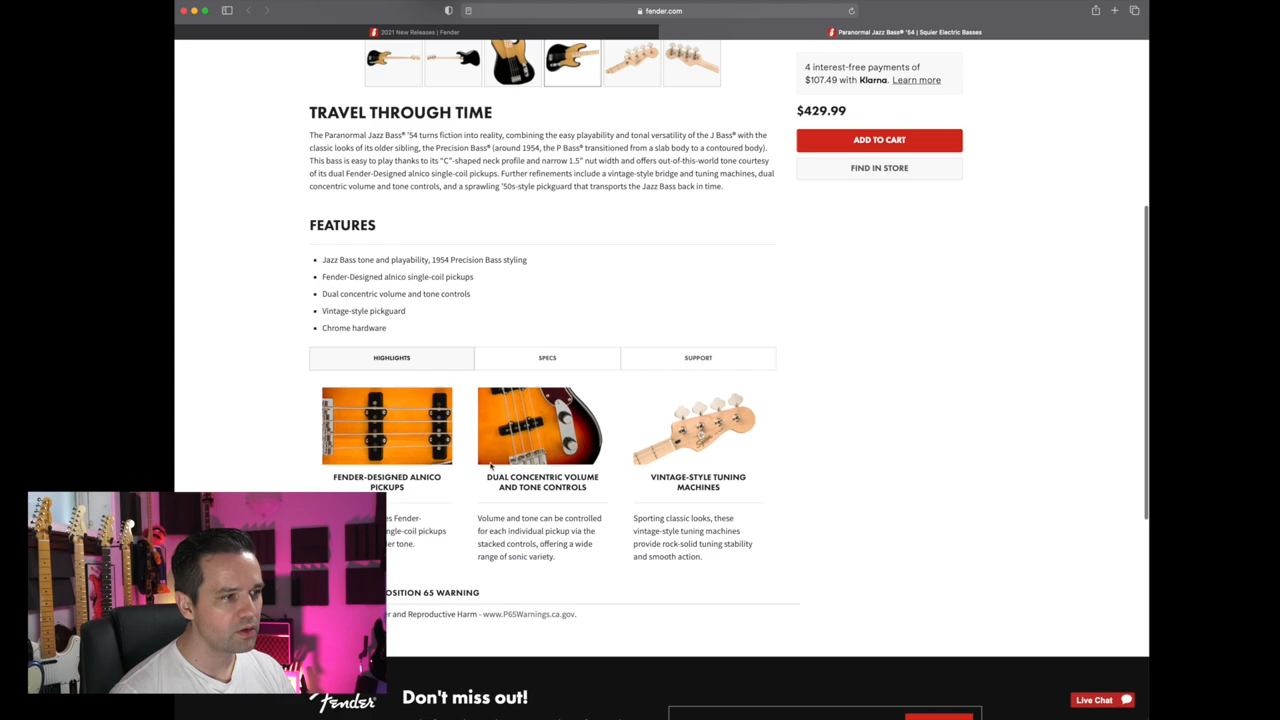 fender.com
2021 New Releases | Fender
Paranormal Jazz Bass® '54 | Squier Electric Basses
4 interest-free payments of
$107.49 with Klarna. Learn more
$429.99
ADD TO CART
FIND IN STORE
TRAVEL THROUGH TIME
The Paranormal Jazz Bass® '54 turns fiction into reality, combining the easy playability and tonal versatility of the J Bass® with the
classic looks of its older sibling, the Precision Bass® (around 1954, the P Bass® transitioned from a slab body to a contoured body).
This bass is easy to play thanks to its "C"-shaped neck profile and narrow 1.5" nut width and offers out-of-this-world tone courtesy
of its dual Fender-Designed alnico single-coil pickups. Further refinements include a vintage-style bridge and tuning machines, dual
concentric volume and tone controls, and a sprawling '50s-style pickguard that transports the Jazz Bass back in time.
FEATURES
Jazz Bass tone and playability, 1954 Precision Bass styling
Fender-Designed alnico single-coil pickups
Dual concentric volume and tone controls
Vintage-style pickguard
Chrome hardware
HIGHLIGHTS
SPECS
SUPPORT
FENDER-DESIGNED ALNICO
PICKUPS
es Fender-
ngle-coil pickups
der tone.
DUAL CONCENTRIC VOLUME
AND TONE CONTROLS
Volume and tone can be controlled
for each individual pickup via the
stacked controls, offering a wide
range of sonic variety.
VINTAGE-STYLE TUNING
MACHINES
Sporting classic looks, these
vintage-style tuning machines
provide rock-solid tuning stability
and smooth action.
OSITION 65 WARNING
er and Reproductive Harm - www.P65Warnings.ca.gov.
Fender
Don't miss out!
Live Chat